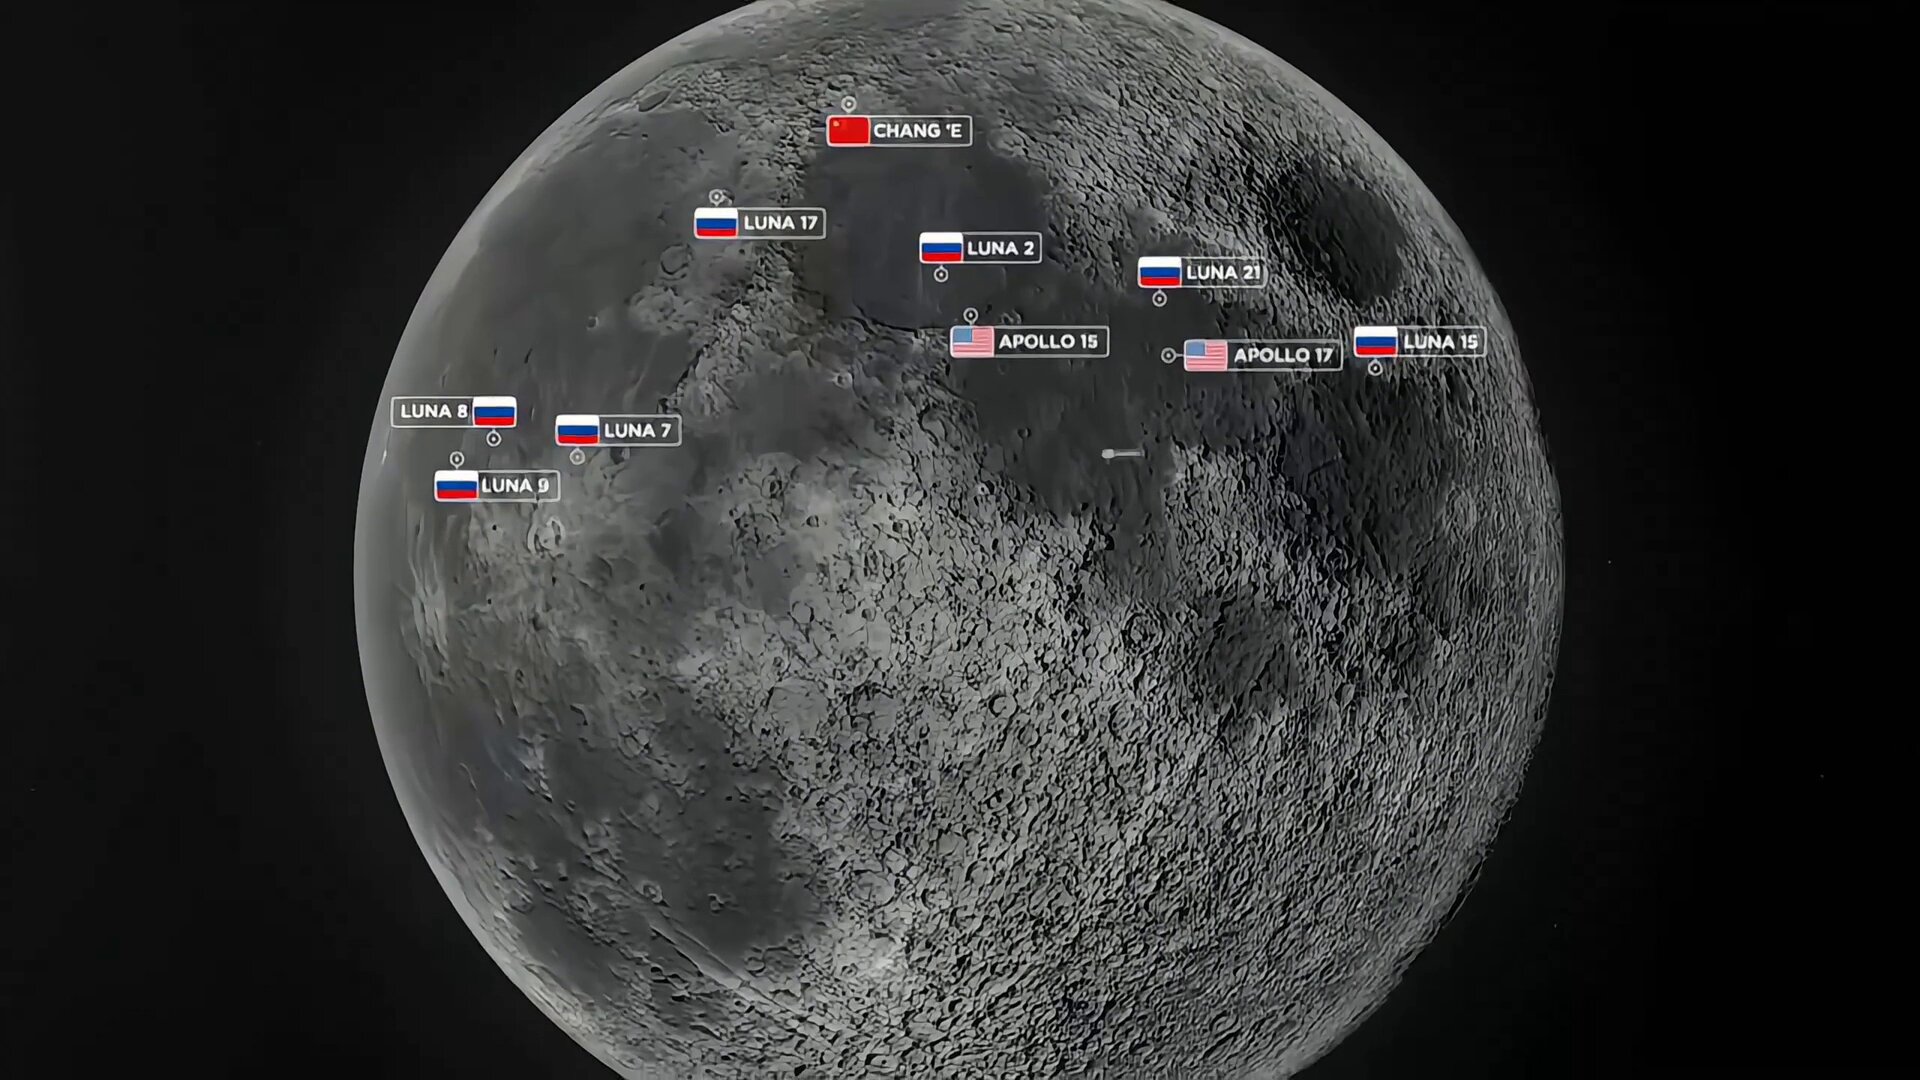 CHANG 'E
LUNA 17
LUNA 2
LUNA 21
APOLLO 15
APOLLO 17
LUNA 15
LUNA 8
LUNA 7
LUNA 9